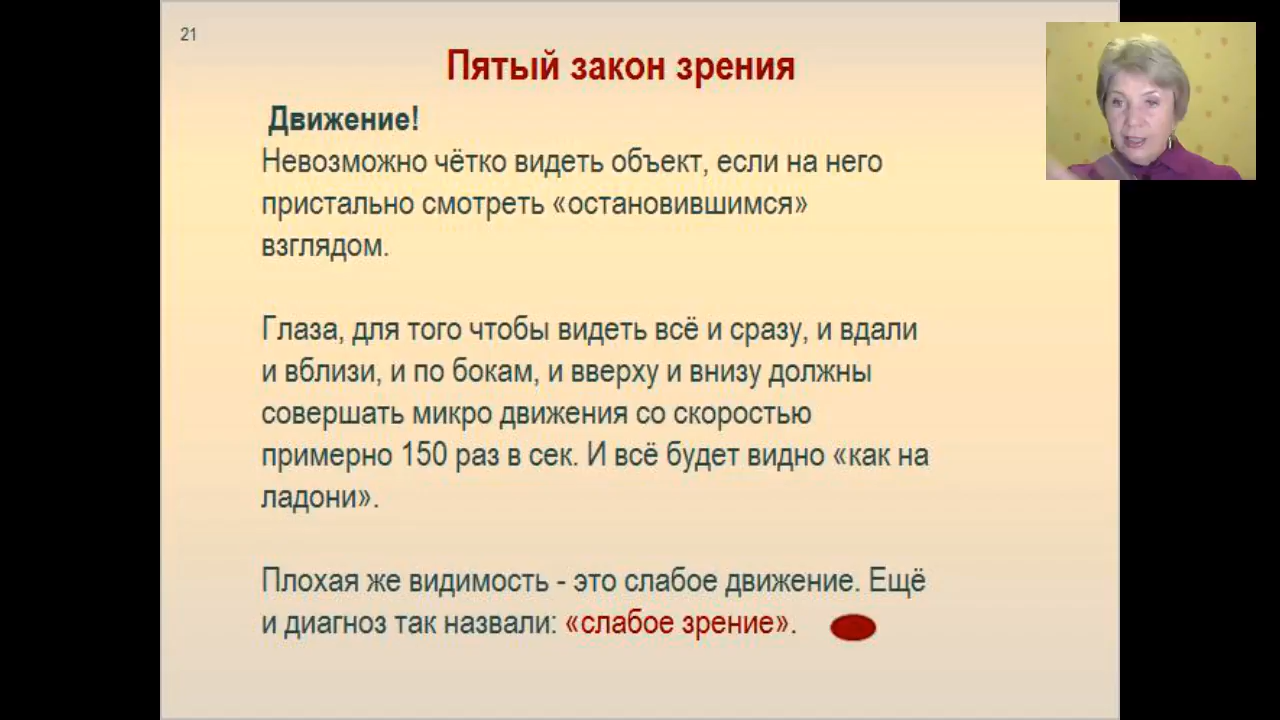 21
Пятый закон зрения
Движение!
Невозможно чётко видеть объект, если на него
пристально смотреть «остановившимся»
взглядом.
Глаза, для того чтобы видеть всё и сразу, и вдали
и вблизи, и по бокам, и вверху и внизу должны
совершать микро движения со скоростью
примерно 150 раз в сек. И всё будет видно «как на
ладони».
Плохая же видимость - это слабое движение. Ещё
и диагноз так назвали: «слабое зрение».